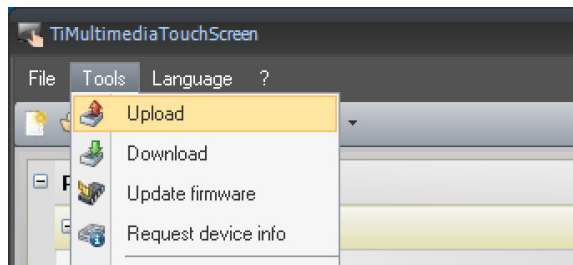 TiMultimediaTouchScreen
File Tools Language ?
Upload
Download
Update firmware
Request device info